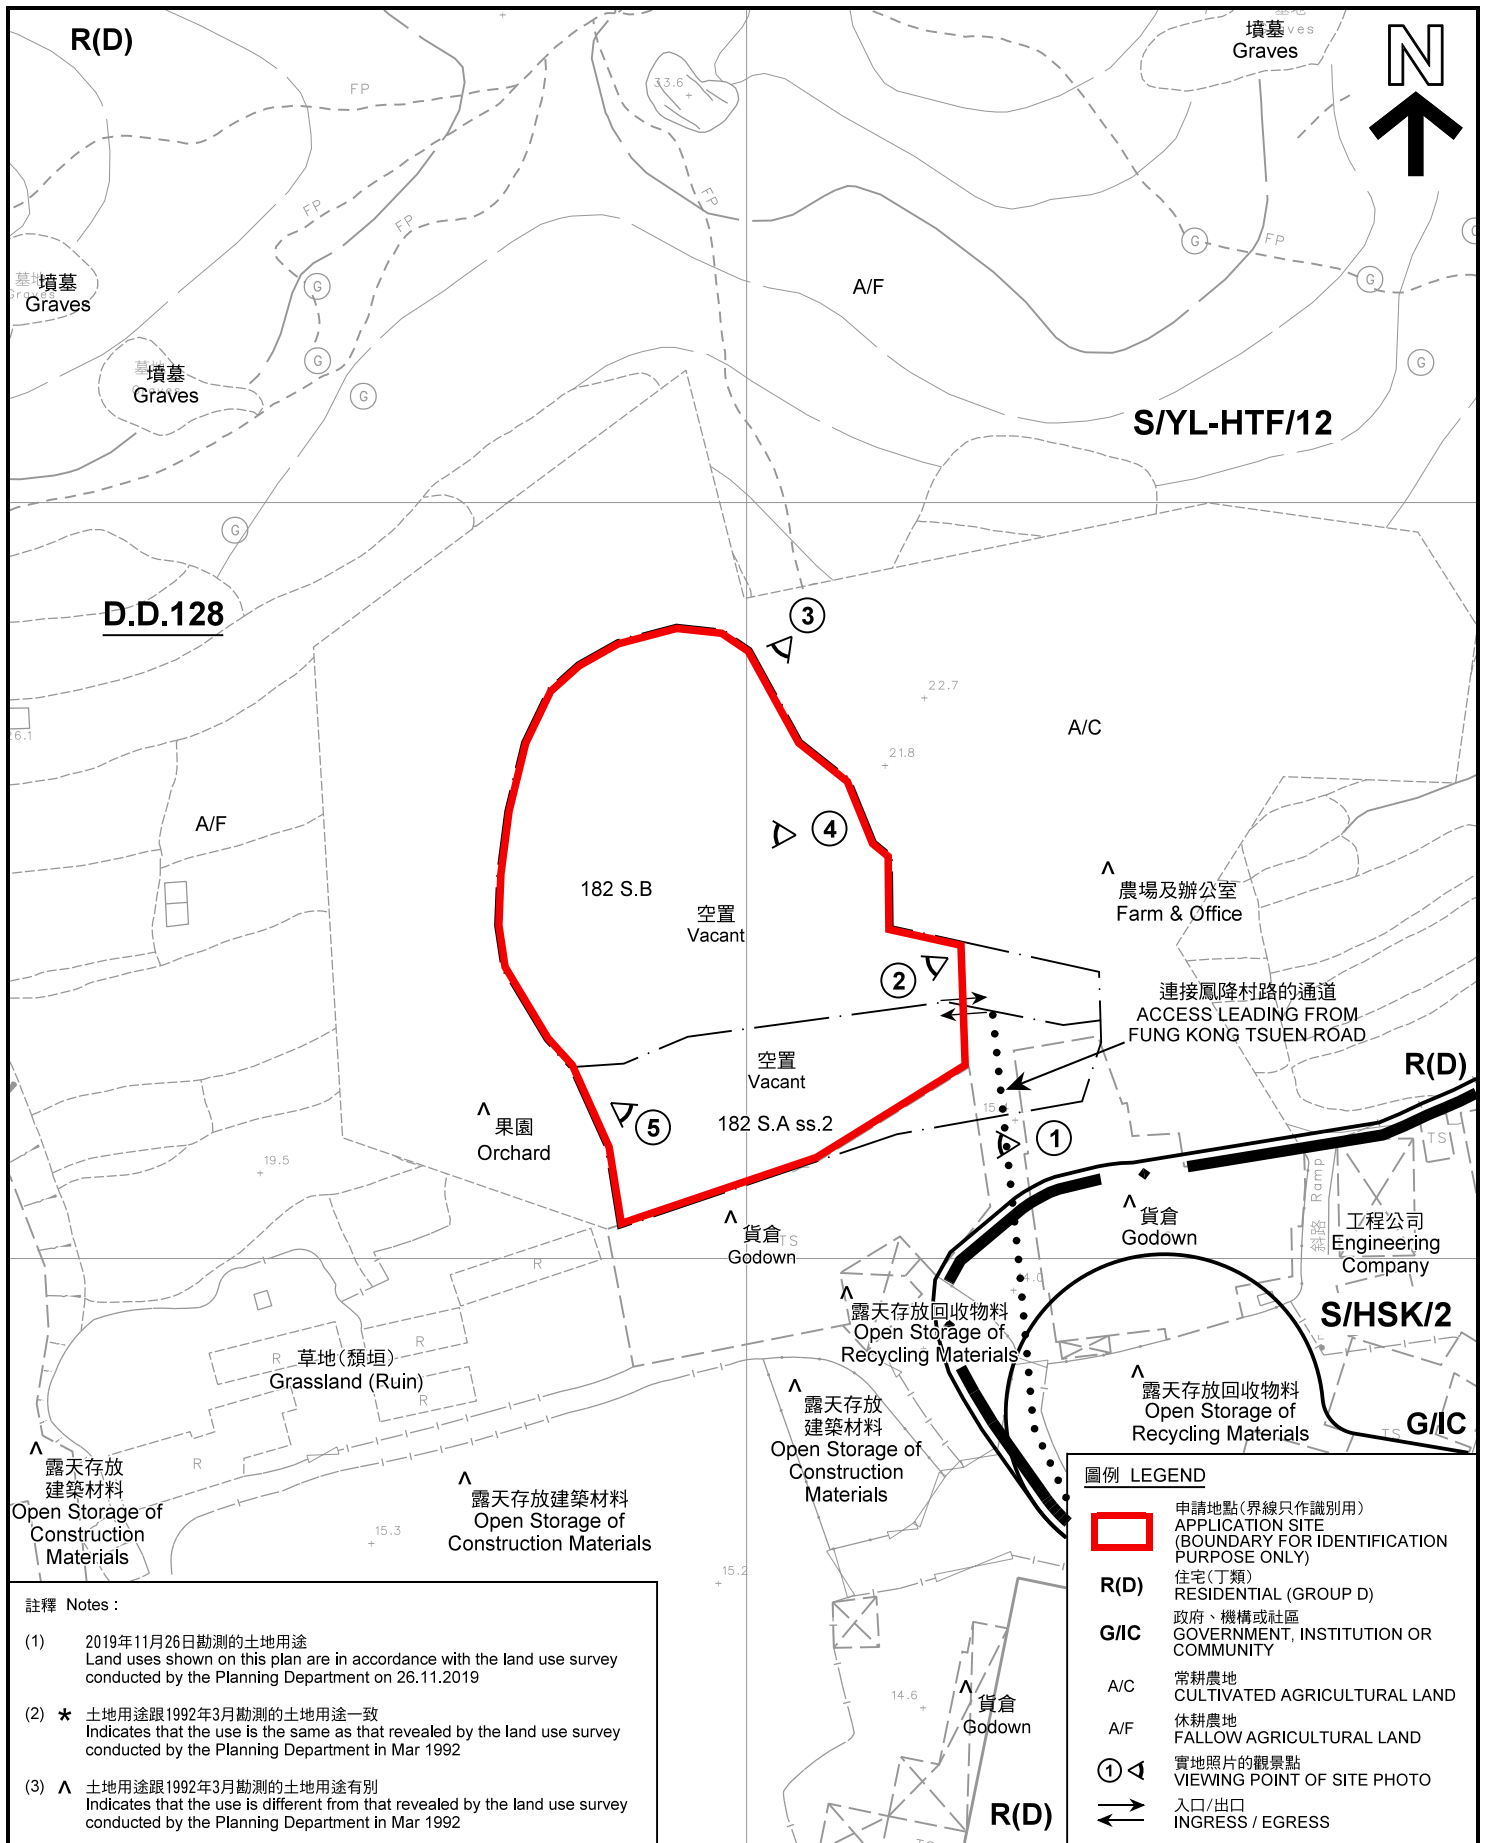 R(D)
FP
33.6
墳墓
Graves
N
FP
FP
FP
FP
G
G
G
墳墓
Graves
G
A/F
G
G
墳墓
Graves
G
G
S/YL-HTF/12
G
D.D.128
3
22.7
A/C
26.1
21.8
A/F
4
182 S.B
農場及辦公室
Farm & Office
空置
Vacant
2
連接鳳降村路的通道
ACCESS LEADING FROM
FUNG KONG TSUEN ROAD
空置
Vacant
R(D)
^
果園
Orchard
5
182 S.A ss.2
15.1
1
TS
19.5
斜路 Ramp
^
貨倉
Godown
TS
^
貨倉
Godown
工程公司
Engineering
Company
R
^
露天存放回收物料
Open Storage of
Recycling Materials
4.0
S/HSK/2
R
R
草地(頹垣)
Grassland (Ruin)
R
^
露天存放
建築材料
Open Storage of
Construction
Materials
^
露天存放回收物料
Open Storage of
Recycling Materials
TS
G/IC
^
露天存放
建築材料
Open Storage of
Construction
Materials
R
^
露天存放建築材料
Open Storage of
Construction Materials
15.3
15.2
14.6
^
貨倉
Godown
R(D)
TS
圖例 LEGEND
申請地點(界線只作識別用)
APPLICATION SITE
(BOUNDARY FOR IDENTIFICATION
PURPOSE ONLY)
R(D) 住宅(丁類)
RESIDENTIAL (GROUP D)
G/IC 政府、機構或社區
GOVERNMENT, INSTITUTION OR
COMMUNITY
A/C 常耕農地
CULTIVATED AGRICULTURAL LAND
A/F 休耕農地
FALLOW AGRICULTURAL LAND
1 實地照片的觀景點
VIEWING POINT OF SITE PHOTO
入口/出口
INGRESS / EGRESS
註釋 Notes :
(1) 2019年11月26日勘測的土地用途
Land uses shown on this plan are in accordance with the land use survey
conducted by the Planning Department on 26.11.2019
(2) * 土地用途跟1992年3月勘測的土地用途一致
Indicates that the use is the same as that revealed by the land use survey
conducted by the Planning Department in Mar 1992
(3) ^ 土地用途跟1992年3月勘測的土地用途有別
Indicates that the use is different from that revealed by the land use survey
conducted by the Planning Department in Mar 1992